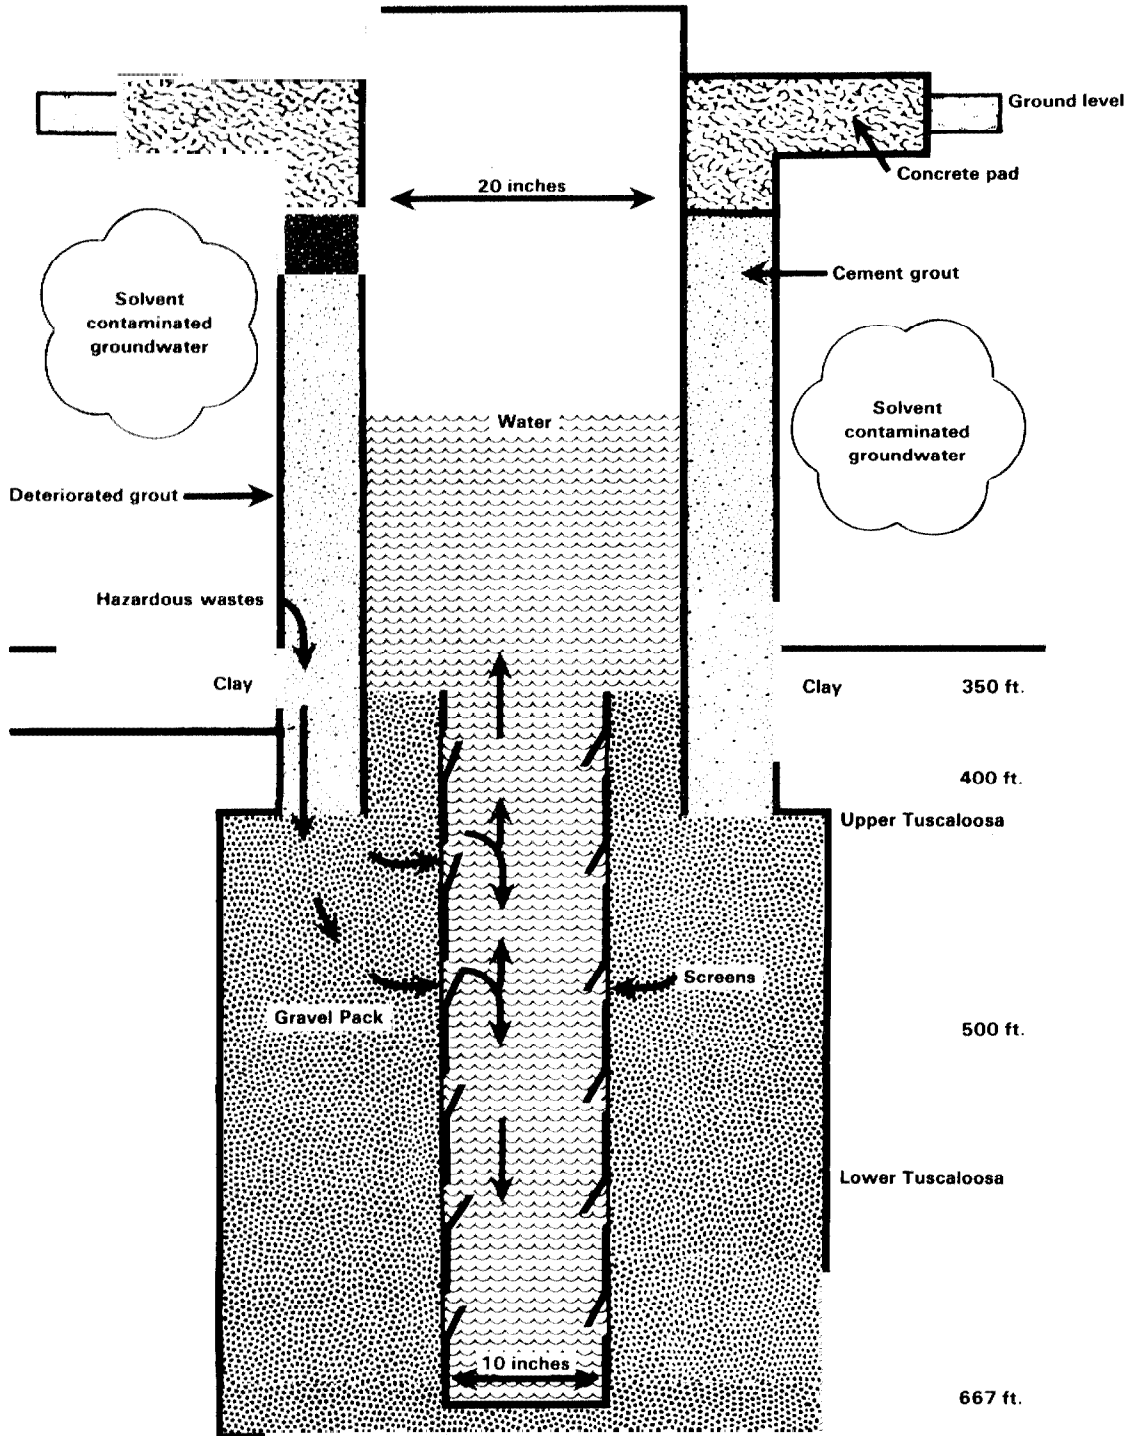 Ground level
Concrete pad
20 inches
Cement grout
Solvent
contaminated
groundwater
Solvent
contaminated
groundwater
Water
Deteriorated grout
Hazardous wastes
Clay
Clay
350 ft.
400 ft.
Upper Tuscaloosa
Screens
Gravel Pack
500 ft.
Lower Tuscaloosa
10 inches
667 ft.